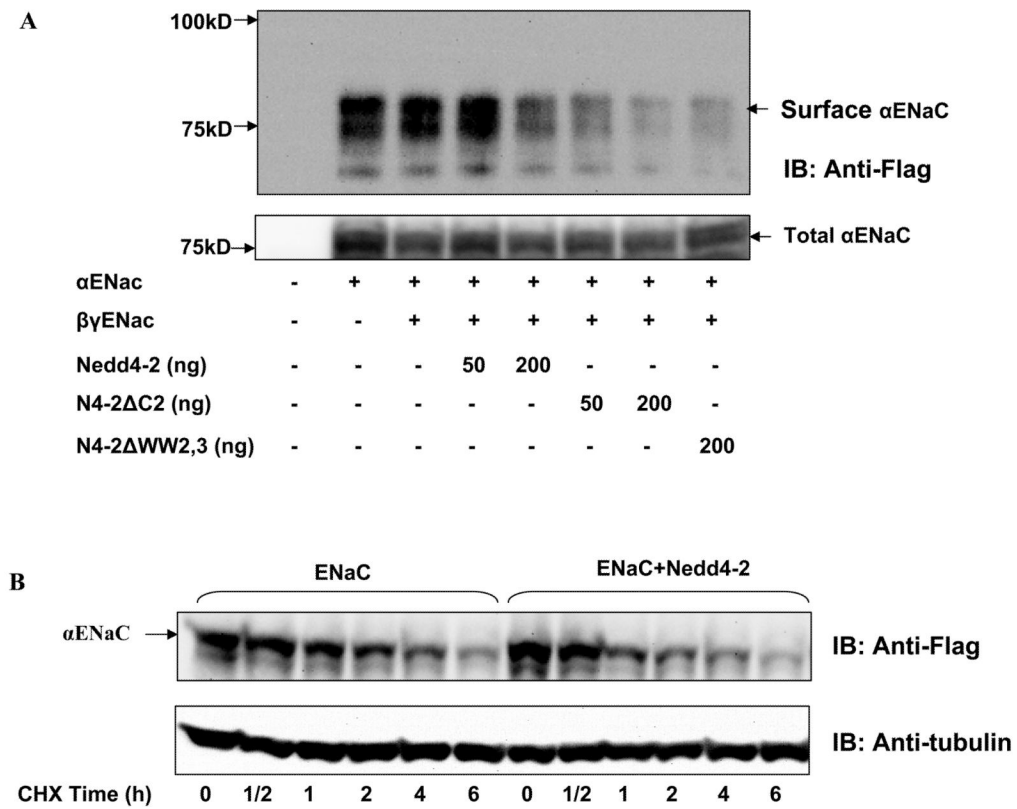 A
100kD
75kD
Surface αENaC
IB: Anti-Flag
75kD
Total αENaC
αENac - + + + + + + +
βγENac - - + + + + + +
Nedd4-2 (ng) - - - 50 200 - - -
N4-2ΔC2 (ng) - - - - - 50 200 -
N4-2ΔWW2,3 (ng) - - - - - - - 200
B
ENaC ENaC+Nedd4-2
αENaC
IB: Anti-Flag
IB: Anti-tubulin
CHX Time (h) 0 1/2 1 2 4 6 0 1/2 1 2 4 6